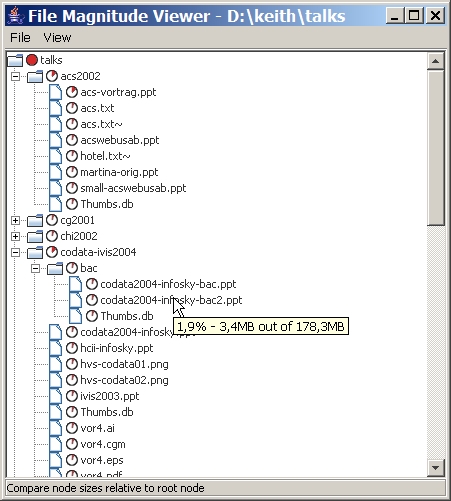 File Magnitude Viewer - D:\keith\talks
File View
talks
acs2002
acs-vortrag.ppt
acs.txt
acs.txt~
acswebusab.ppt
hotel.txt~
martina-orig.ppt
small-acswebusab.ppt
Thumbs.db
cg2001
chi2002
codata-ivis2004
bac
codata2004-infosky-bac.ppt
codata2004-infosky-bac2.ppt
Thumbs.db
1,9% - 3,4MB out of 178,3MB
codata2004-infosky.ppt
hcii-infosky.ppt
hvs-codata01.png
hvs-codata02.png
ivis2003.ppt
Thumbs.db
vor4.ai
vor4.cgm
vor4.eps
vor4.pdf
Compare node sizes relative to root node